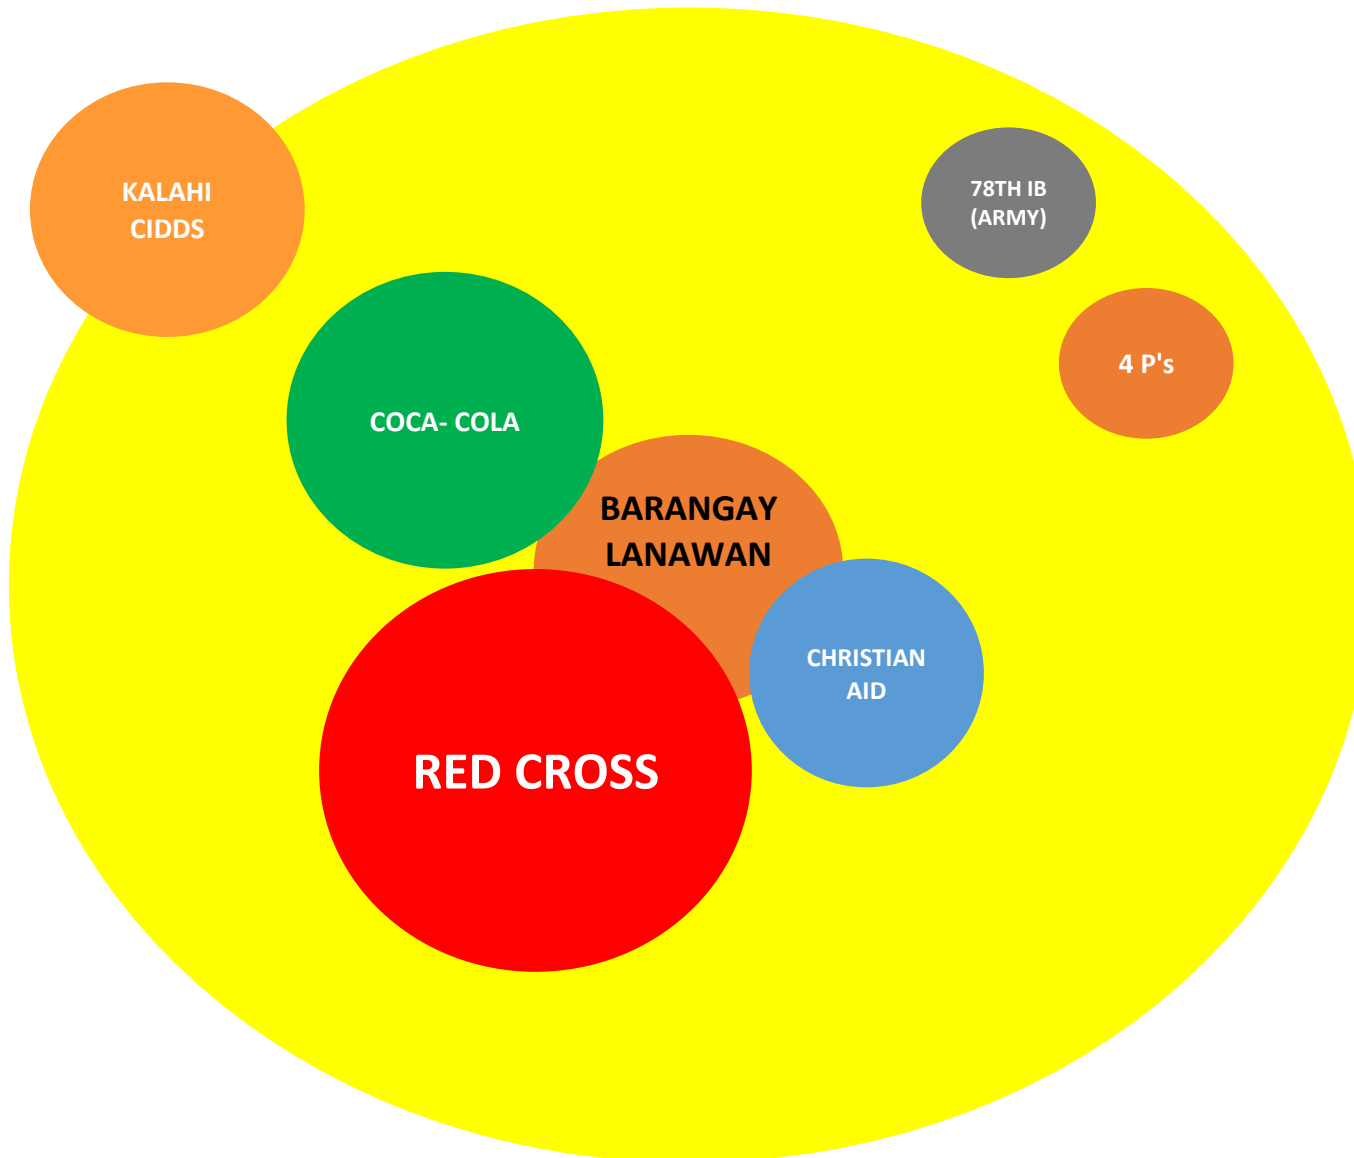 KALAHI
CIDDS
78TH IB
(ARMY)
4 P's
COCA- COLA
BARANGAY
LANAWAN
CHRISTIAN
AID
RED CROSS